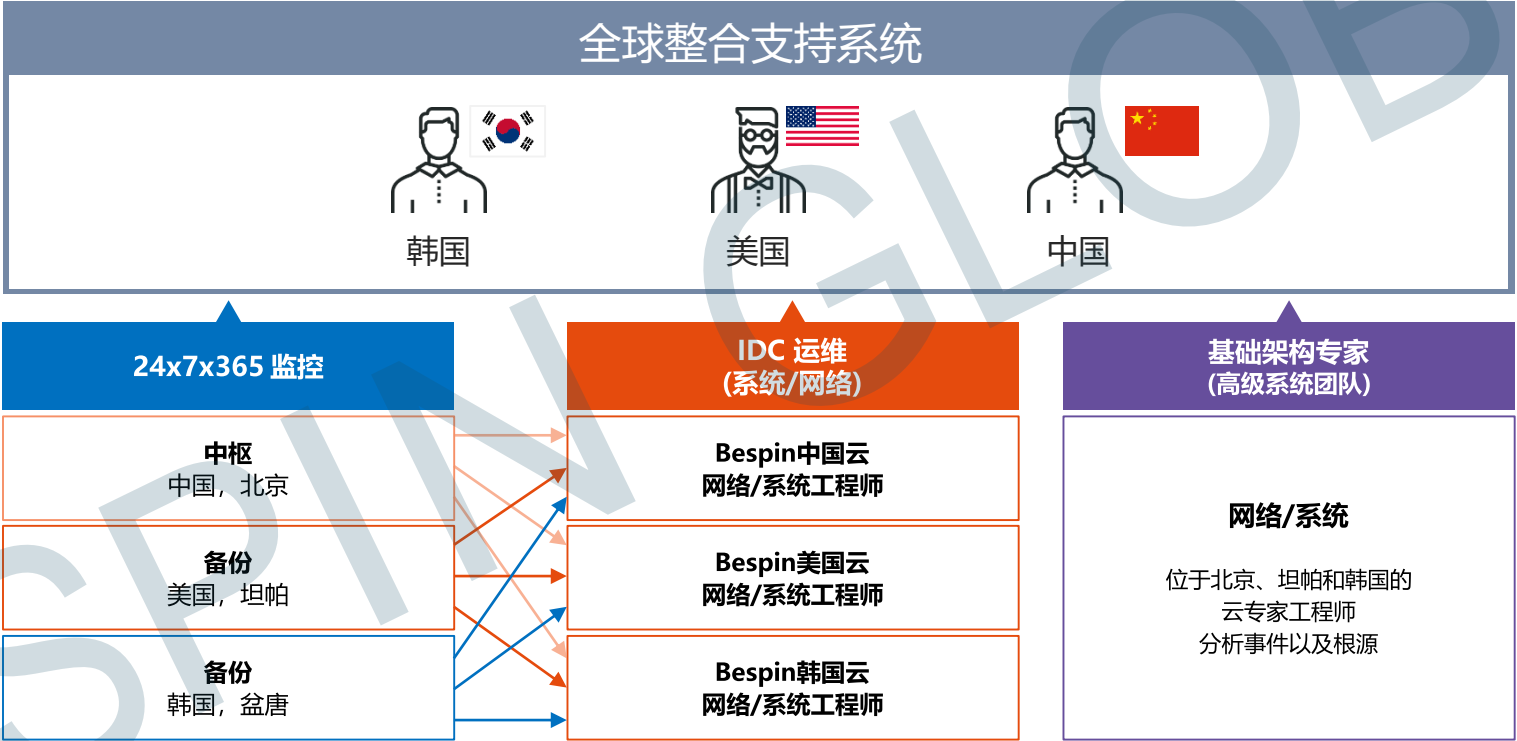 全球整合支持系统
韩国
美国
中国
24x7x365 监控
IDC 运维
(系统/网络)
基础架构专家
(高级系统团队)
中枢
中国，北京
Bespin中国云
网络/系统工程师
备份
美国，坦帕
Bespin美国云
网络/系统工程师
备份
韩国，盆唐
Bespin韩国云
网络/系统工程师
网络/系统
位于北京、坦帕和韩国的
云专家工程师
分析事件以及根源
SPIN GLOB